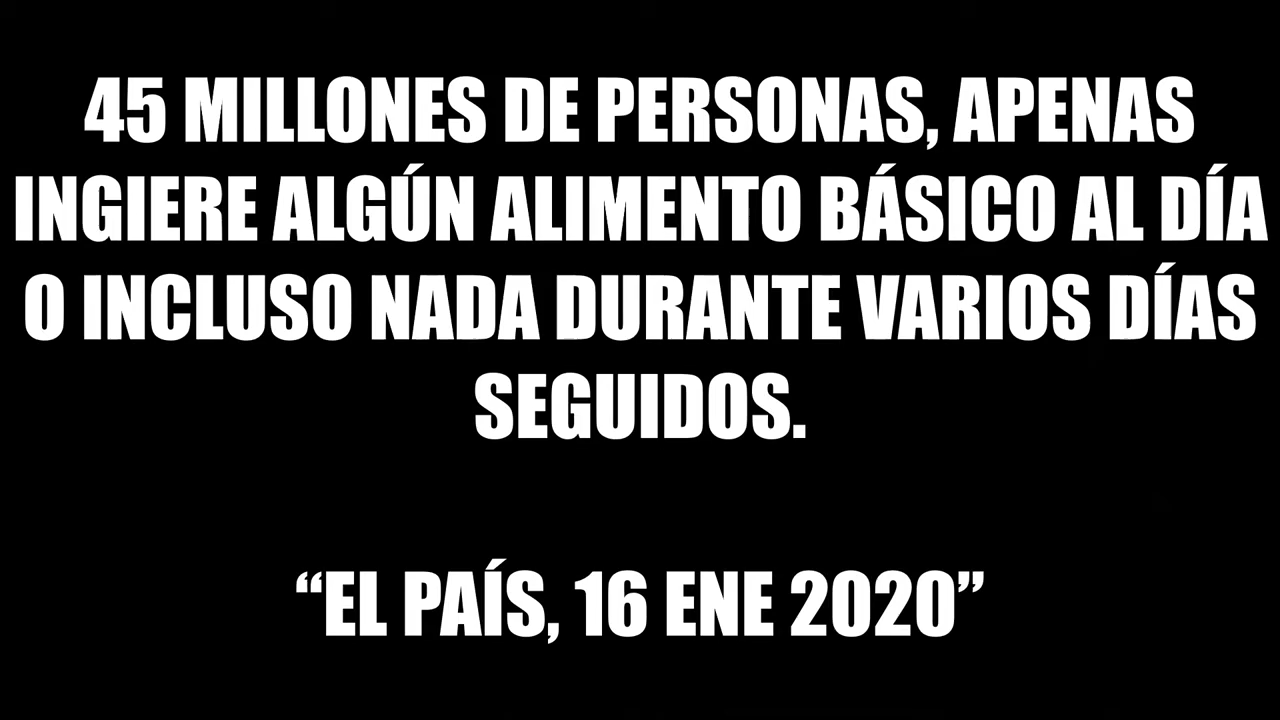 45 MILLONES DE PERSONAS, APENAS
INGIERE ALGÚN ALIMENTO BÁSICO AL DÍA
O INCLUSO NADA DURANTE VARIOS DÍAS
SEGUIDOS.
“EL PAÍS, 16 ENE 2020”